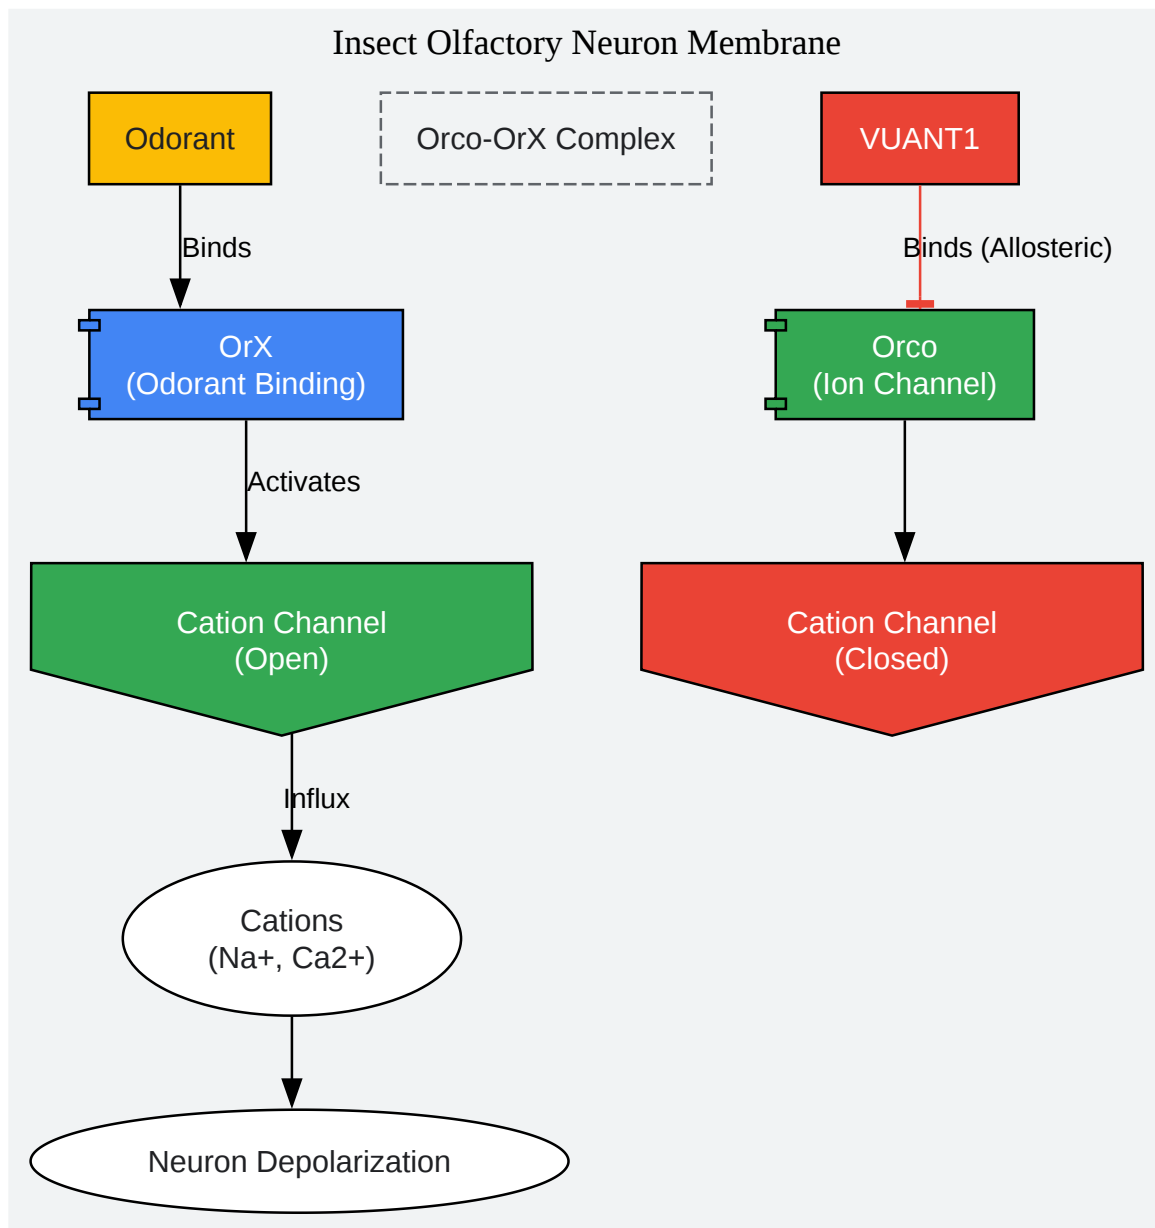 Insect Olfactory Neuron Membrane
Odorant
Orco-OrX Complex
VUANT1
Binds
Binds (Allosteric)
OrX
(Odorant Binding)
Orco
(Ion Channel)
Activates
Cation Channel
(Open)
Cation Channel
(Closed)
Influx
Cations
(Na+, Ca2+)
Neuron Depolarization